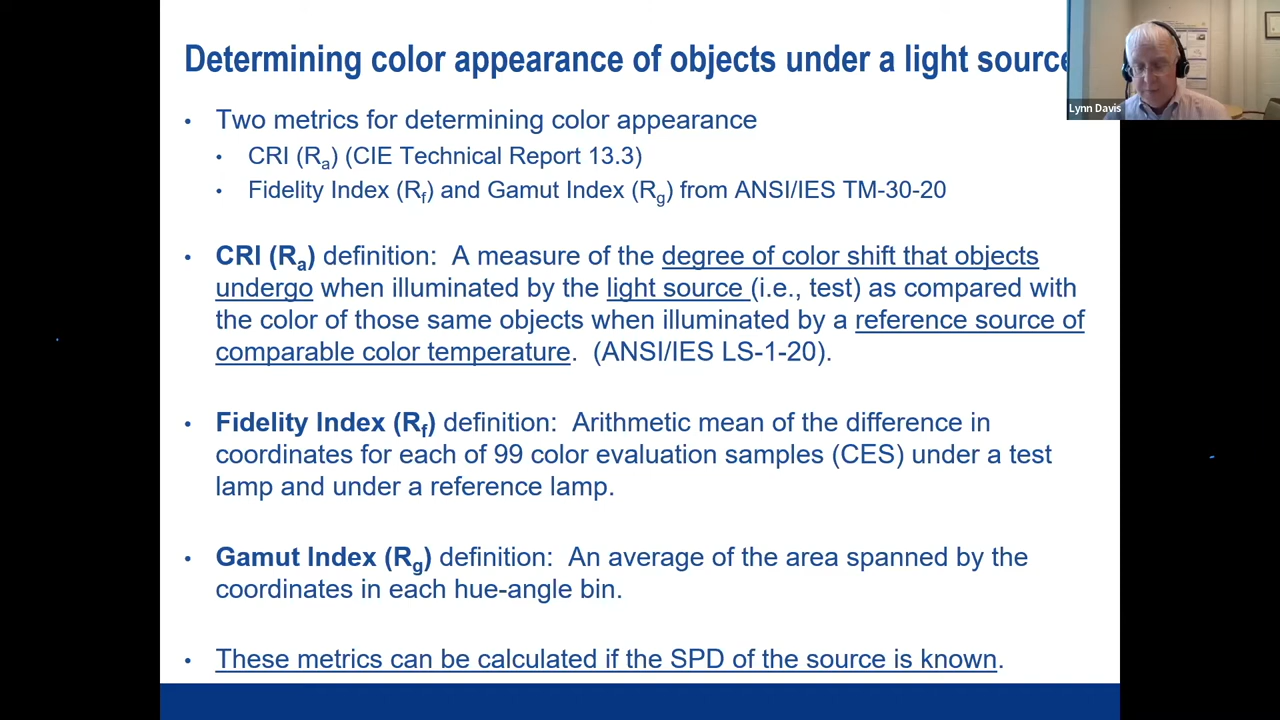 Determining color appearance of objects under a light source
Lynn Davis
• Two metrics for determining color appearance
• CRI (Ra) (CIE Technical Report 13.3)
• Fidelity Index (Rf) and Gamut Index (Rg) from ANSI/IES TM-30-20
• CRI (Ra) definition: A measure of the degree of color shift that objects
undergo when illuminated by the light source (i.e., test) as compared with
the color of those same objects when illuminated by a reference source of
comparable color temperature. (ANSI/IES LS-1-20).
• Fidelity Index (Rf) definition: Arithmetic mean of the difference in
coordinates for each of 99 color evaluation samples (CES) under a test
lamp and under a reference lamp.
• Gamut Index (Rg) definition: An average of the area spanned by the
coordinates in each hue-angle bin.
• These metrics can be calculated if the SPD of the source is known.